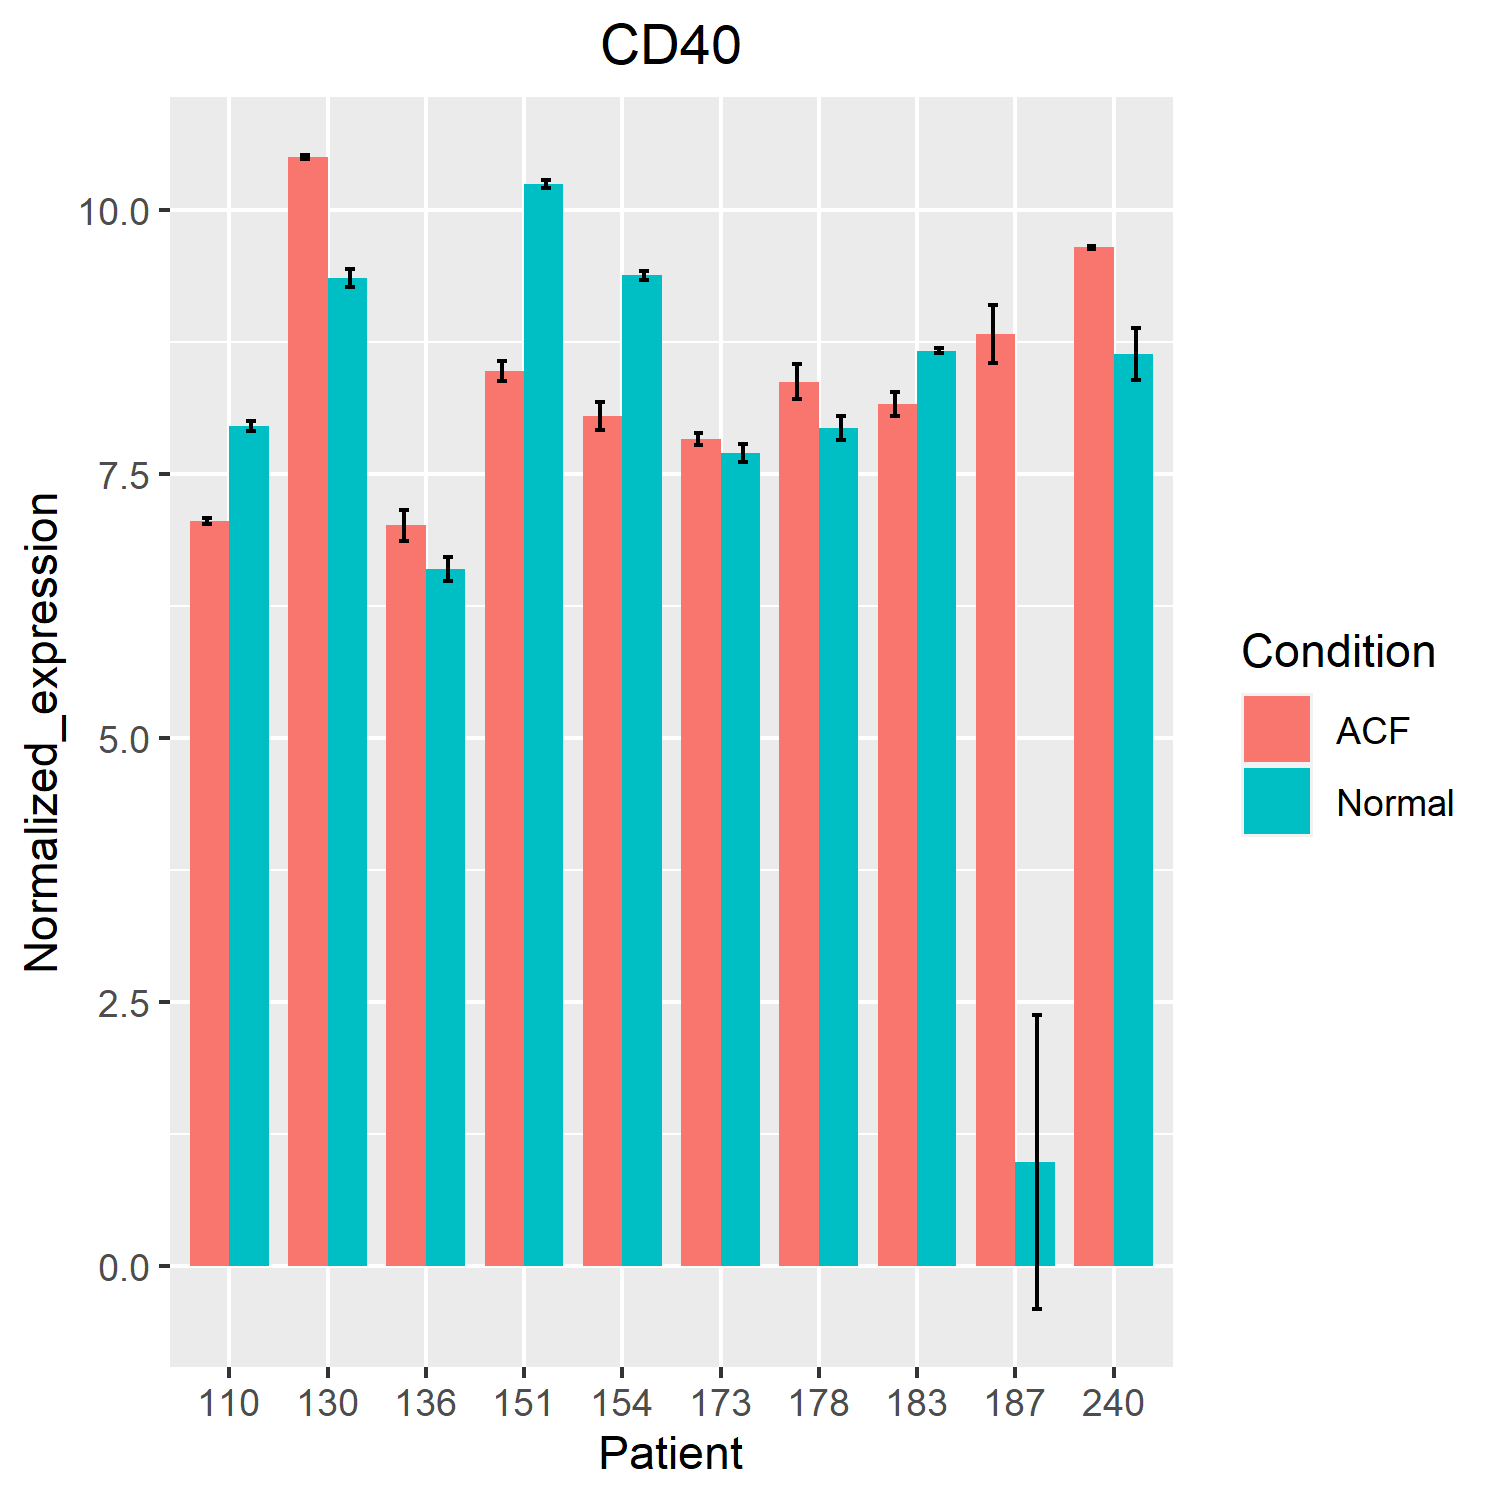 CD40
Normalized_expression
10.0
7.5
5.0
2.5
0.0
110 130 136 151 154 173 178 183 187 240
Patient
Condition
ACF
Normal